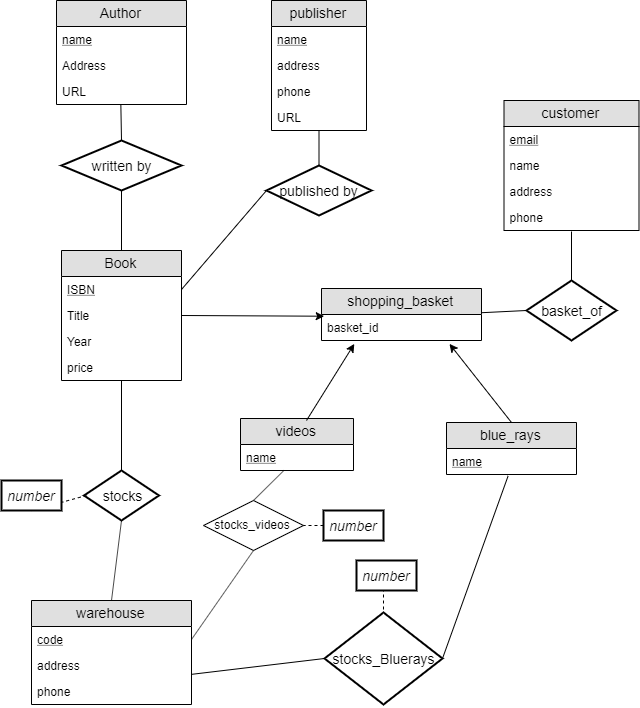 Author
name
Address
URL
publisher
name
address
phone
URL
customer
email
name
address
phone
written by
published by
Book
ISBN
Title
Year
price
shopping_basket
basket_id
basket_of
videos
name
blue_rays
name
number
stocks
stocks_videos
number
number
warehouse
code
address
phone
stocks_Bluerays